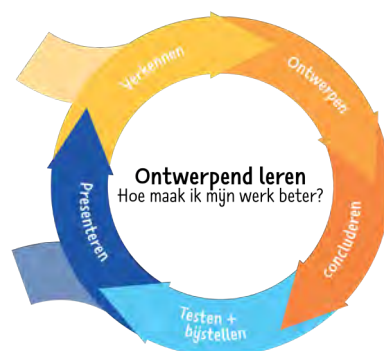 Verkennen
Ontwerpen
Ontwerpend leren
Hoe maak ik mijn werk beter?
Presenteren
concluderen
Testen +
bijstellen